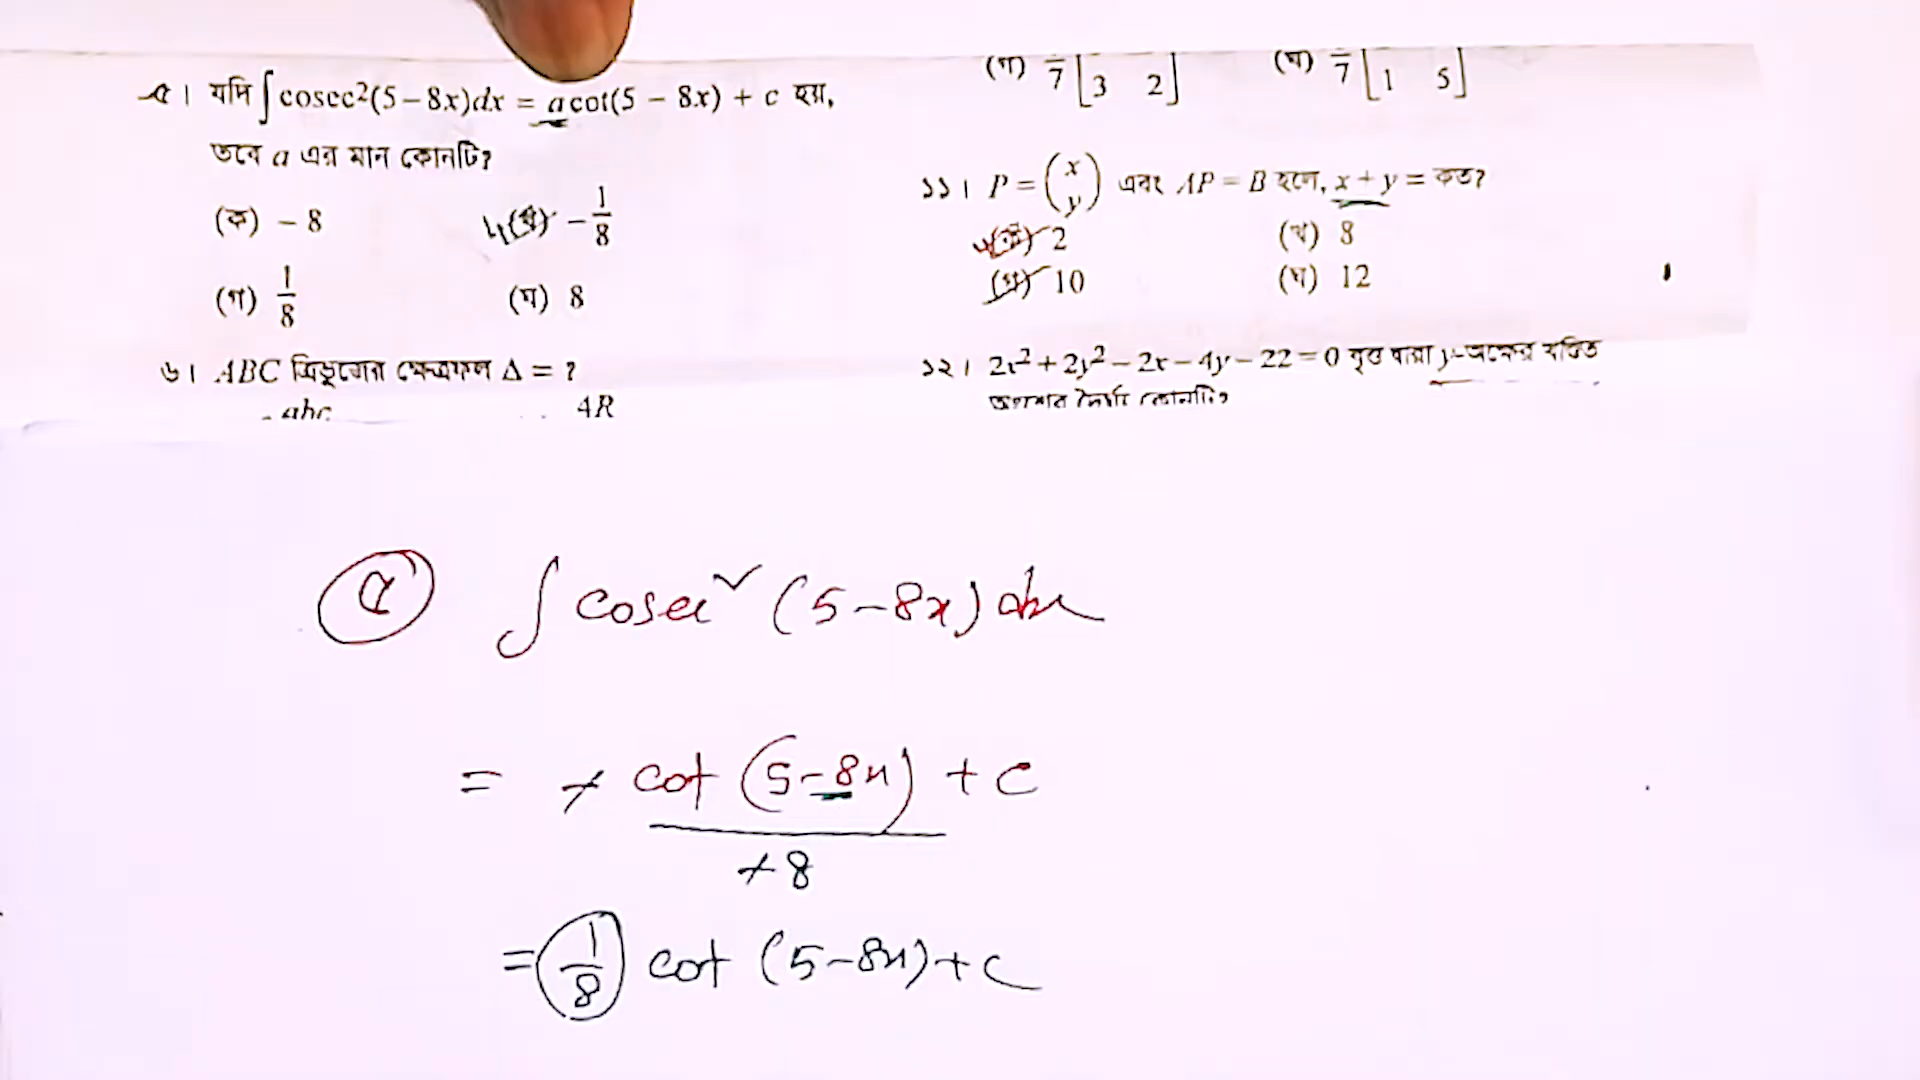 ৫। যদি ∫cosec²(5 – 8x)dx = a cot(5 – 8x) + c হয়,
তবে a এর মান কোনটি?
(ক) – 8 (খ) – 1/8
(গ) 1/8 (ঘ) 8
৬। ABC ত্রিভুজের ক্ষেত্রফল Δ = ?
abc 4R
(গ) 1/7 [3 2] (ঘ) 1/7 [1 5]
১১। P = (x y) এবং AP = B হলে, x + y = কত?
(ক) 2 (খ) 8
(গ) 10 (ঘ) 12
১২। 2x² + 2y² – 2x – 4y – 22 = 0 বৃত্ত দ্বারা y-অক্ষের খণ্ডিত
অংশের দৈর্ঘ্য কোনটি?
৫ ∫ cosec² (5-8x) dx
= + cot (5-8x) / +8 + c
= 1/8 cot (5-8x) + c